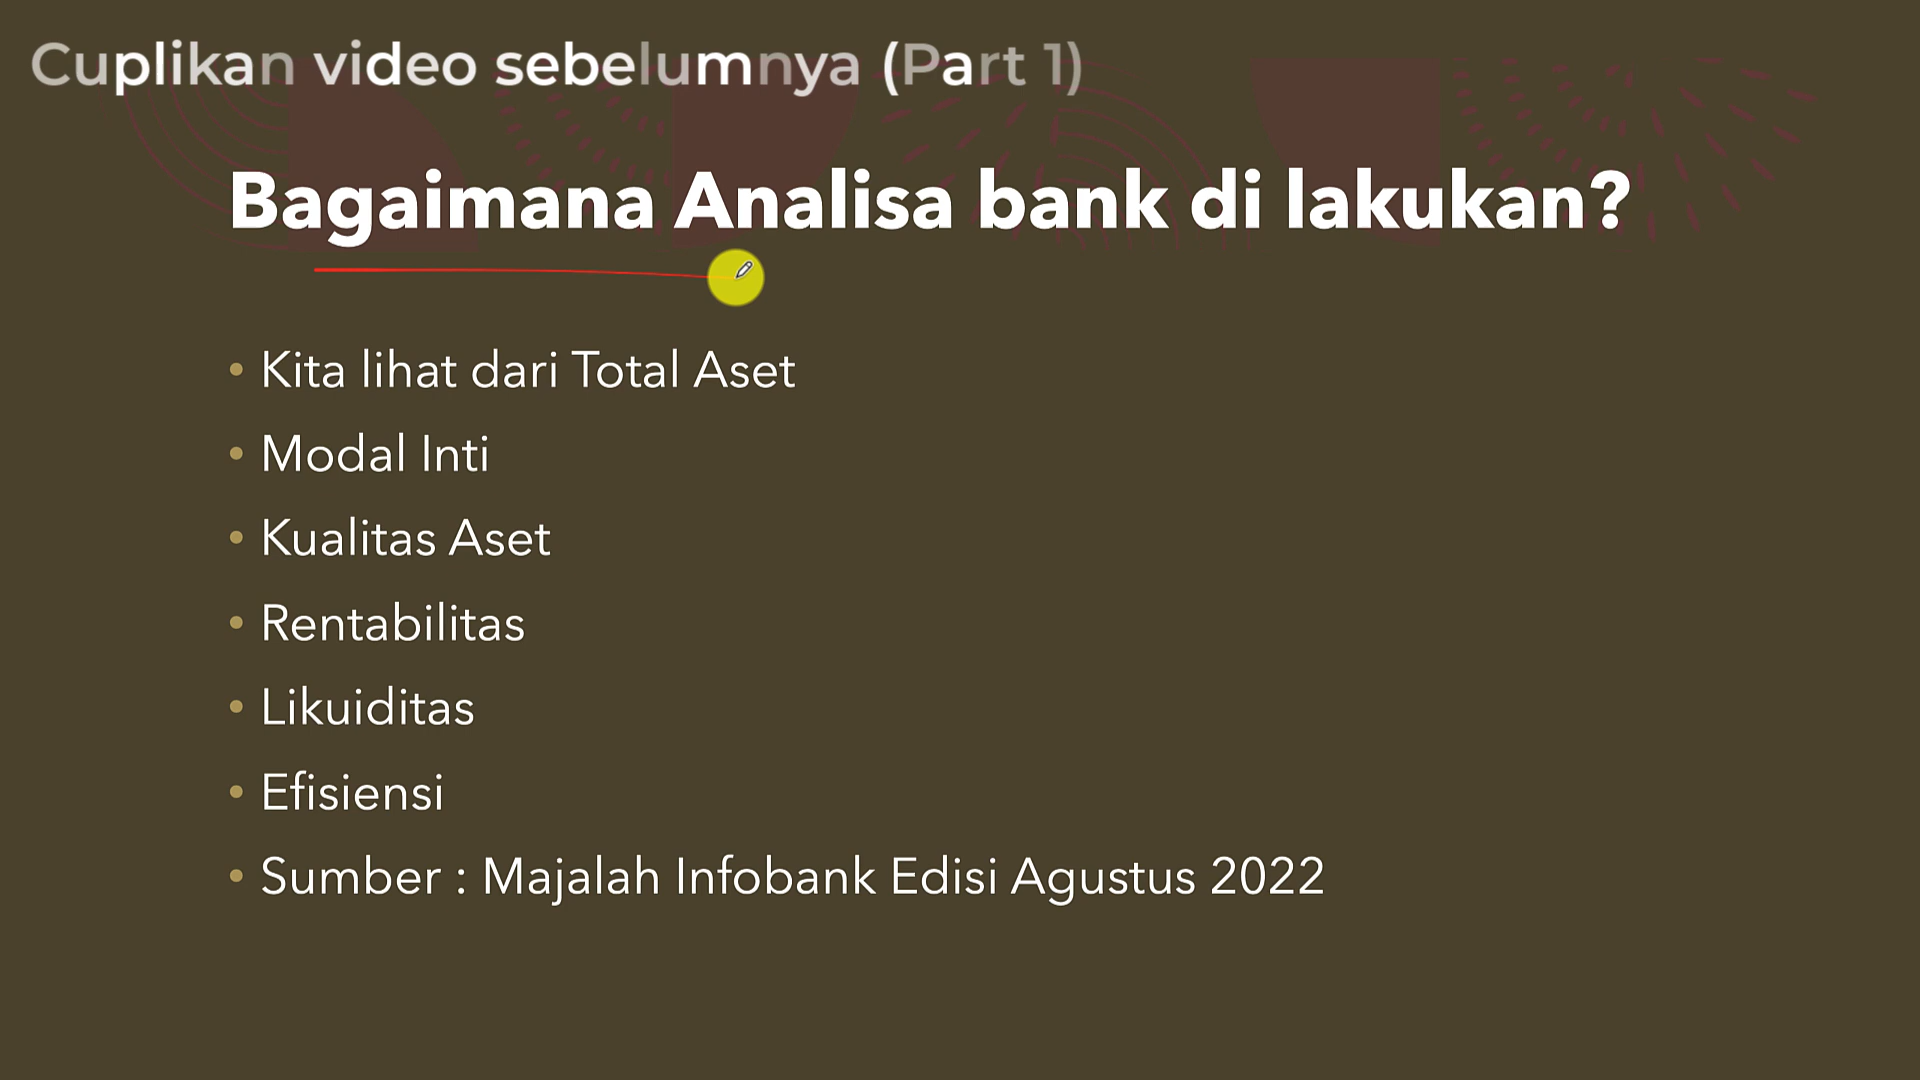 Cuplikan video sebelumnya (Part 1)
Bagaimana Analisa bank di lakukan?
• Kita lihat dari Total Aset
• Modal Inti
• Kualitas Aset
• Rentabilitas
• Likuiditas
• Efisiensi
• Sumber : Majalah Infobank Edisi Agustus 2022